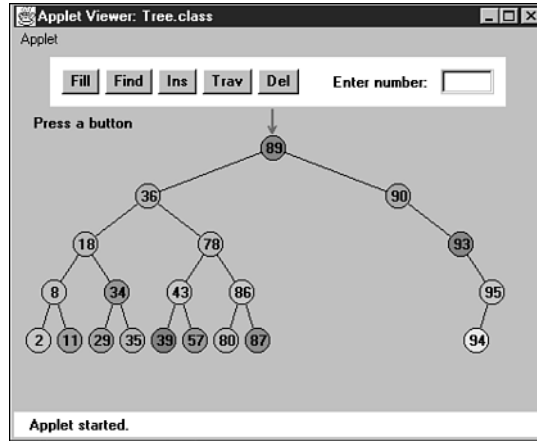 Applet Viewer: Tree.class
Applet
Fill Find Ins Trav Del Enter number:
Press a button
89
36 90
18 78 93
8 34 43 86 95
2 11 29 35 39 57 80 87 94
Applet started.